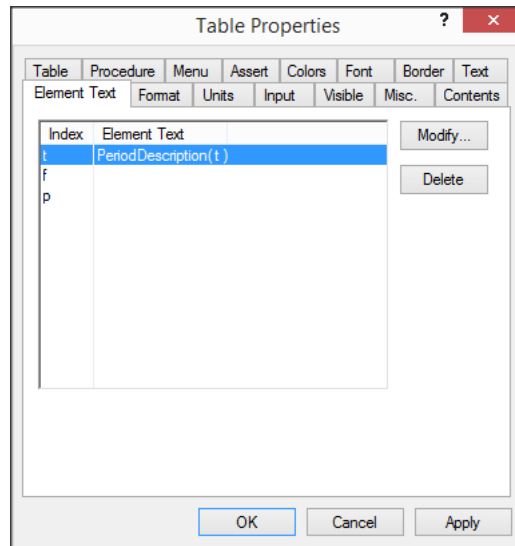 Table Properties ?
Table Procedure Menu Assert Colors Font Border Text
Element Text Format Units Input Visible Misc. Contents
Index Element Text
t PeriodDescription(t )
f
p
Modify...
Delete
OK Cancel Apply